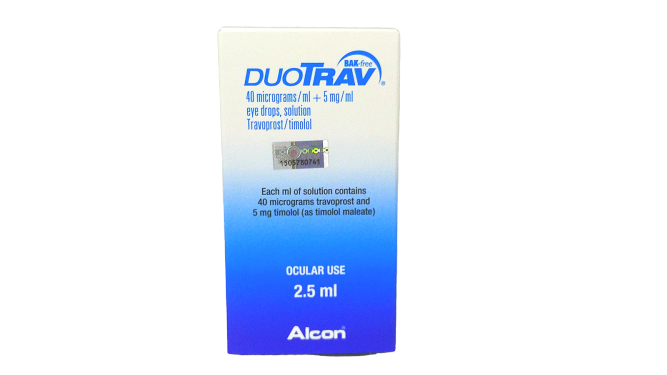 BAK-free
DUOTRAV®
40 micrograms/ml + 5 mg/ml
eye drops, solution
Travoprost/timolol
1505780741
Each ml of solution contains
40 micrograms travoprost and
5 mg timolol (as timolol maleate)
OCULAR USE
2.5 ml
Alcon